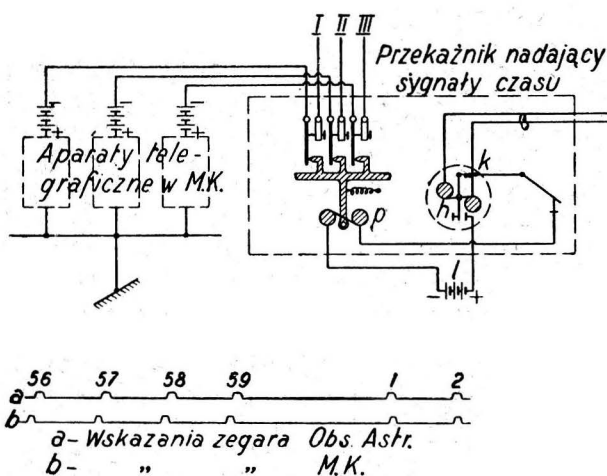 I II III
Przekaźnik nadający
sygnały czasu
- - -
+ + +
Aparaty tele-
graficzne w M.K.
k
h
p
l
- +
56 57 58 59 1 2
a
b
a- Wskazania zegara Obs. Astr.
b- „ „ M.K.